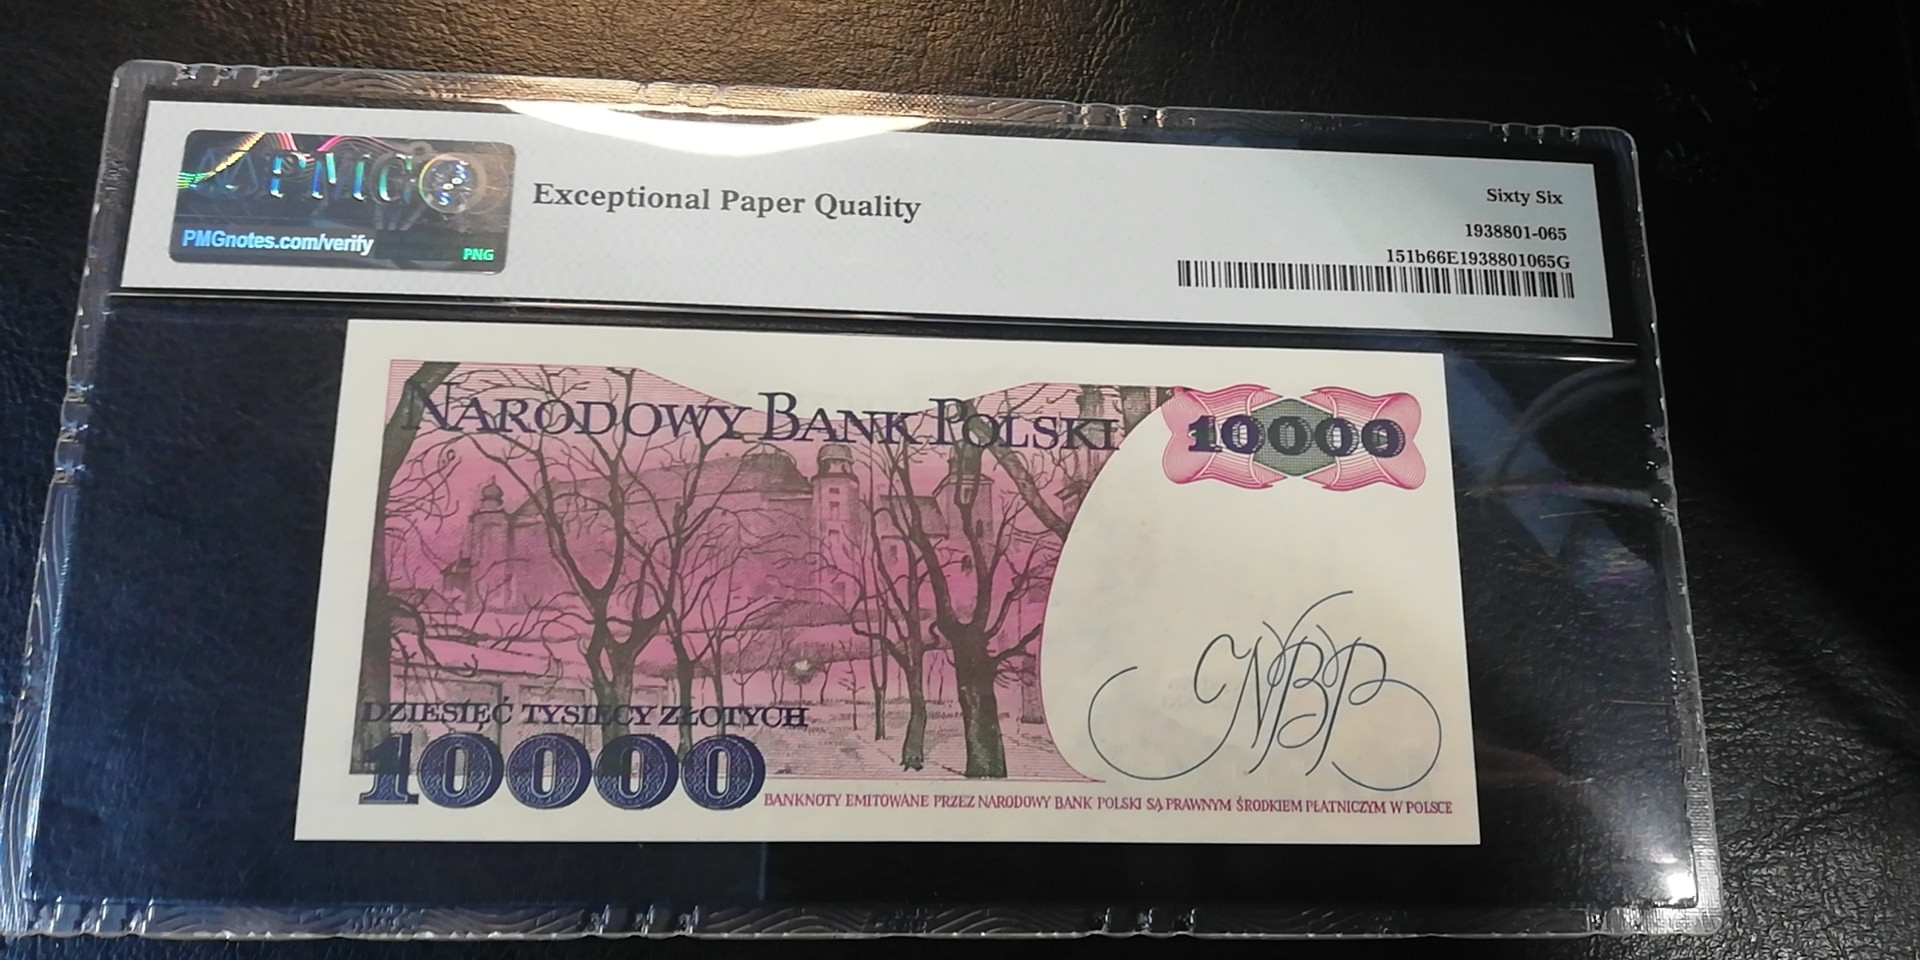 PMG
PMGnotes.com/verify
PNG
Exceptional Paper Quality
Sixty Six
1938801-065
151b66E1938801065G
NARODOWY BANK POLSKI
10000
NBP
DZIESIĘĆ TYSIĘCY ZŁOTYCH
10000
BANKNOTY EMITOWANE PRZEZ NARODOWY BANK POLSKI SĄ PRAWNYM ŚRODKIEM PŁATNICZYM W POLSCE